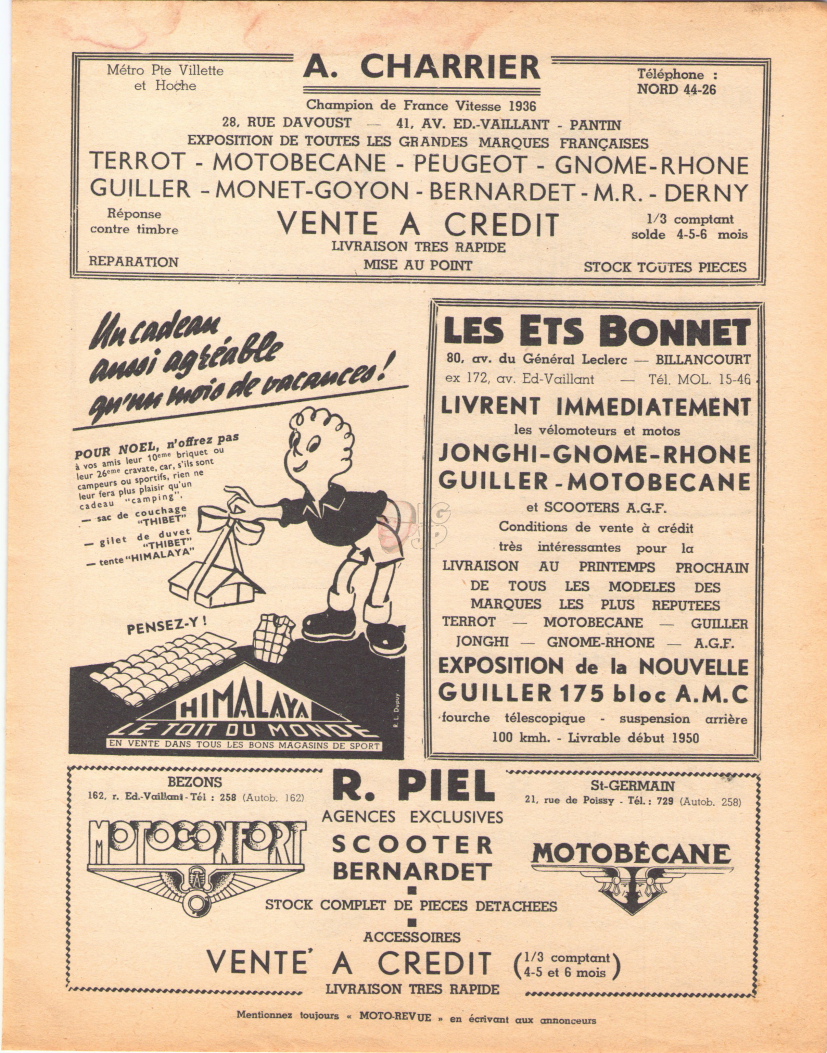 Métro Pte Villette
et Hoche
A. CHARRIER
Téléphone :
NORD 44-26
Champion de France Vitesse 1936
28, RUE DAVOUST — 41, AV. ED.-VAILLANT - PANTIN
EXPOSITION DE TOUTES LES GRANDES MARQUES FRANÇAISES
TERROT - MOTOBECANE - PEUGEOT - GNOME-RHONE
GUILLER - MONET-GOYON - BERNARDET - M.R. - DERNY
Réponse
contre timbre
VENTE A CREDIT
1/3 comptant
solde 4-5-6 mois
LIVRAISON TRES RAPIDE
REPARATION
MISE AU POINT
STOCK TOUTES PIECES
Un cadeau
aussi agréable
qu'un mois de vacances !
POUR NOEL, n'offrez pas
à vos amis leur 10eme briquet ou
leur 26eme cravate, car, s'ils sont
campeurs ou sportifs, rien ne
leur fera plus plaisir qu'un
cadeau "camping".
— sac de couchage
"THIBET"
— gilet de duvet
"THIBET"
— tente "HIMALAYA"
PENSEZ-Y !
HIMALAYA
LE TOIT DU MONDE
EN VENTE DANS TOUS LES BONS MAGASINS DE SPORT
R. L. Dupuy
LES ETS BONNET
80, av. du Général Leclerc — BILLANCOURT
ex 172, av. Ed-Vaillant — Tél. MOL. 15-46
LIVRENT IMMEDIATEMENT
les vélomoteurs et motos
JONGHI-GNOME-RHONE
GUILLER - MOTOBECANE
et SCOOTERS A.G.F.
Conditions de vente à crédit
très intéressantes pour la
LIVRAISON AU PRINTEMPS PROCHAIN
DE TOUS LES MODELES DES
MARQUES LES PLUS REPUTEES
TERROT — MOTOBECANE — GUILLER
JONGHI — GNOME-RHONE — A.G.F.
EXPOSITION de la NOUVELLE
GUILLER 175 bloc A.M.C
fourche télescopique - suspension arrière
100 kmh. - Livrable début 1950
BEZONS
162, r. Ed.-Vaillant - Tél : 258 (Autob. 162)
R. PIEL
St-GERMAIN
21, rue de Poissy - Tél. : 729 (Autob. 258)
AGENCES EXCLUSIVES
MOTOCONFORT
SCOOTER
BERNARDET
MOTOBÉCANE
STOCK COMPLET DE PIECES DETACHEES
ACCESSOIRES
VENTE A CREDIT (1/3 comptant
4-5 et 6 mois)
LIVRAISON TRES RAPIDE
Mentionnez toujours « MOTO-REVUE » en écrivant aux annonceurs